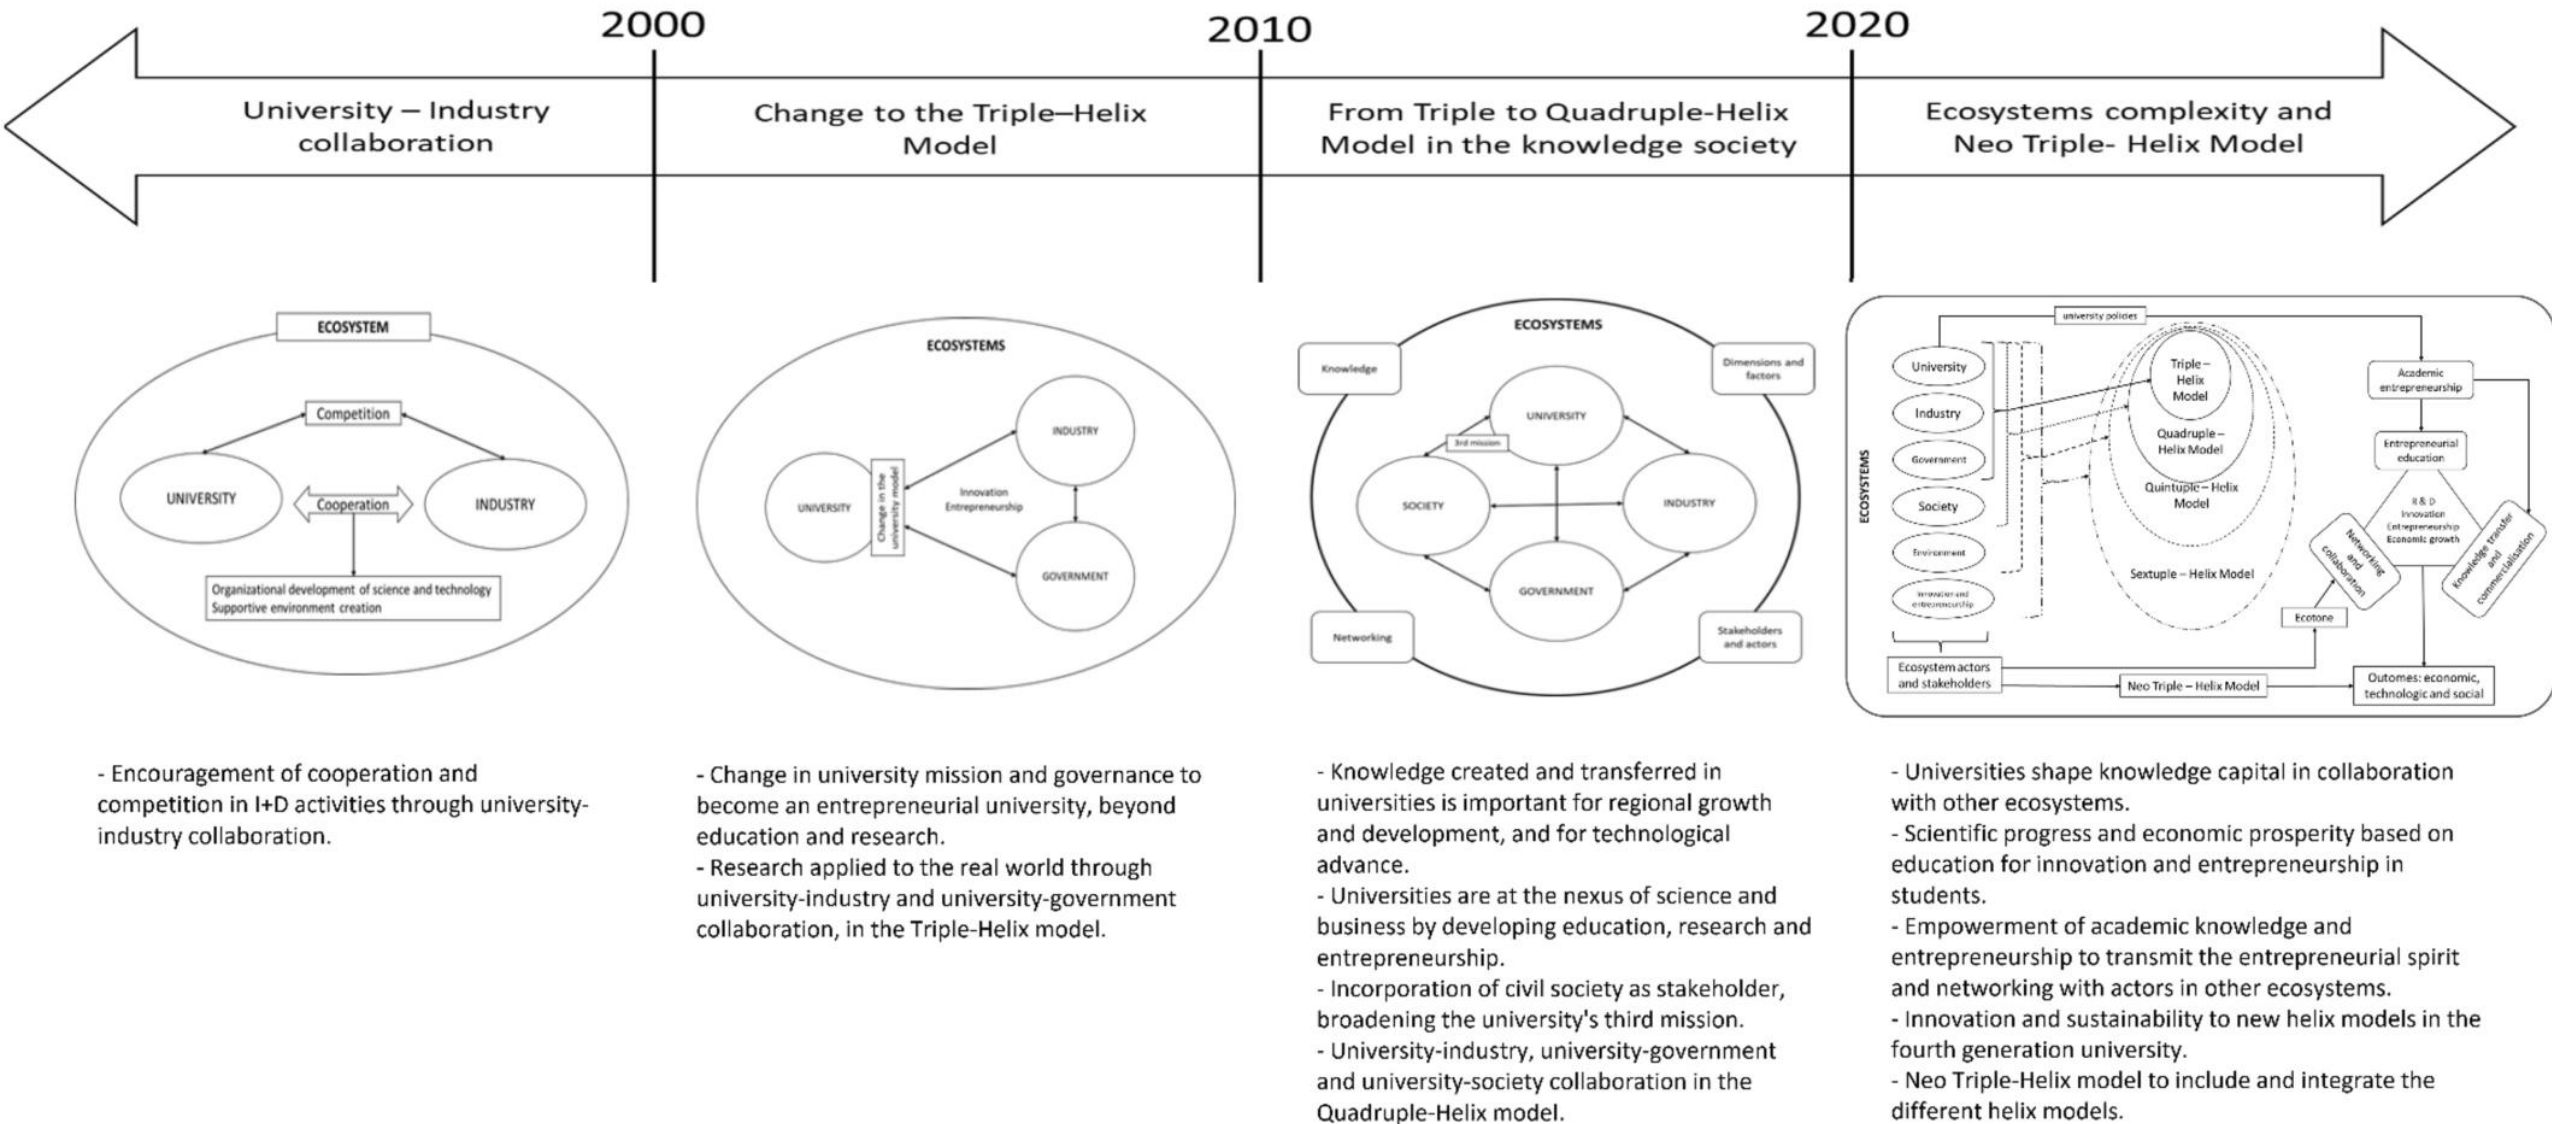 2000
2010
2020
University – Industry
collaboration
Change to the Triple–Helix
Model
From Triple to Quadruple-Helix
Model in the knowledge society
Ecosystems complexity and
Neo Triple- Helix Model
ECOSYSTEM
Competition
UNIVERSITY
Cooperation
INDUSTRY
Organizational development of science and technology
Supportive environment creation
ECOSYSTEMS
INDUSTRY
UNIVERSITY
Change in the
university model
Innovation
Entrepreneurship
GOVERNMENT
ECOSYSTEMS
Knowledge
Dimensions and
factors
UNIVERSITY
3rd mission
SOCIETY
INDUSTRY
GOVERNMENT
Networking
Stakeholders
and actors
ECOSYSTEMS
university policies
University
Industry
Government
Society
Environment
Innovation and
entrepreneurship
Triple –
Helix
Model
Quadruple –
Helix Model
Quintuple – Helix
Model
Sextuple – Helix Model
Academic
entrepreneurship
Entrepreneurial
education
R & D
Innovation
Entrepreneurship
Economic growth
Networking
and
collaboration
Knowledge transfer
and
commercialisation
Ecotone
Ecosystem actors
and stakeholders
Neo Triple – Helix Model
Outomes: economic,
technologic and social
- Encouragement of cooperation and
competition in I+D activities through university-
industry collaboration.
- Change in university mission and governance to
become an entrepreneurial university, beyond
education and research.
- Research applied to the real world through
university-industry and university-government
collaboration, in the Triple-Helix model.
- Knowledge created and transferred in
universities is important for regional growth
and development, and for technological
advance.
- Universities are at the nexus of science and
business by developing education, research and
entrepreneurship.
- Incorporation of civil society as stakeholder,
broadening the university's third mission.
- University-industry, university-government
and university-society collaboration in the
Quadruple-Helix model.
- Universities shape knowledge capital in collaboration
with other ecosystems.
- Scientific progress and economic prosperity based on
education for innovation and entrepreneurship in
students.
- Empowerment of academic knowledge and
entrepreneurship to transmit the entrepreneurial spirit
and networking with actors in other ecosystems.
- Innovation and sustainability to new helix models in the
fourth generation university.
- Neo Triple-Helix model to include and integrate the
different helix models.